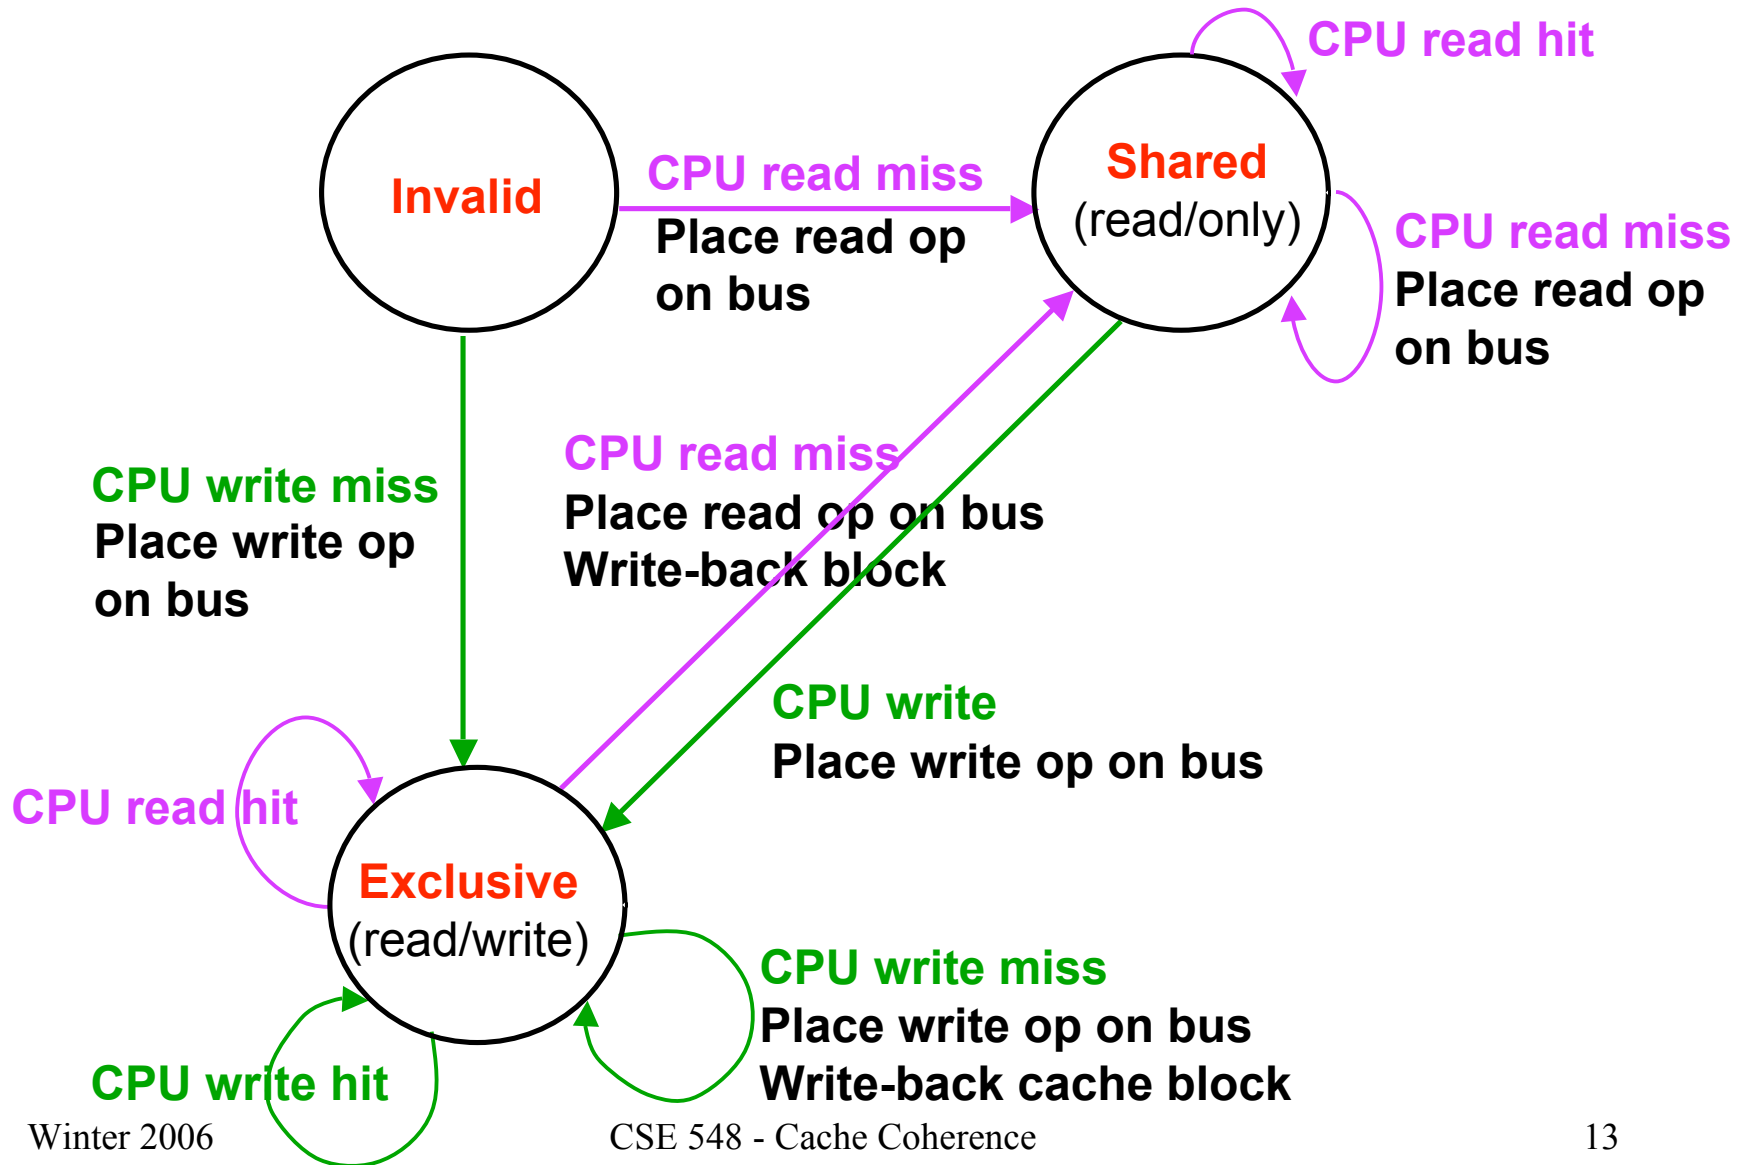 CPU read hit
Invalid
CPU read miss
Place read op
on bus
Shared
(read/only)
CPU read miss
Place read op
on bus
CPU write miss
Place write op
on bus
CPU read miss
Place read op on bus
Write-back block
CPU write
Place write op on bus
CPU read hit
Exclusive
(read/write)
CPU write miss
Place write op on bus
Write-back cache block
CPU write hit
Winter 2006
CSE 548 - Cache Coherence
13